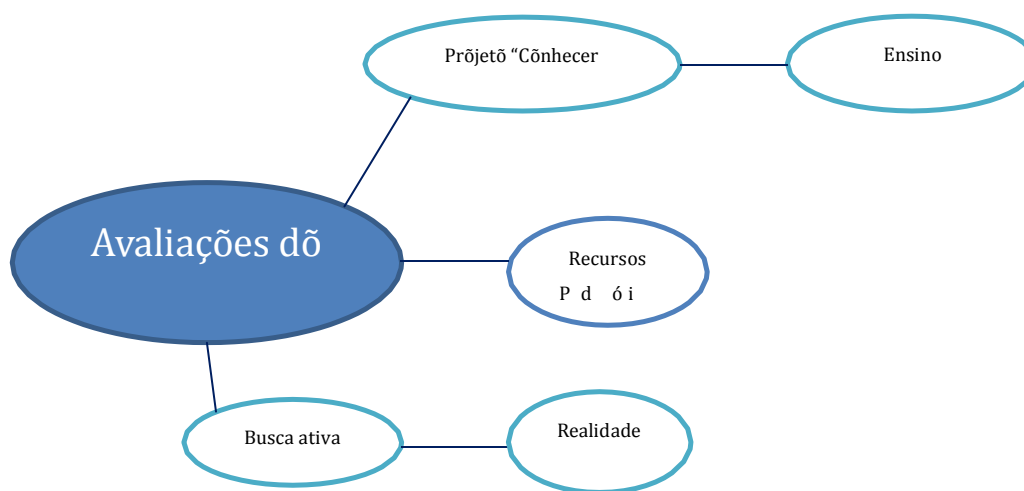 Prõjetõ “Cõnhecer
Ensino
Avaliações dõ
Recursos
P d ó i
Busca ativa
Realidade